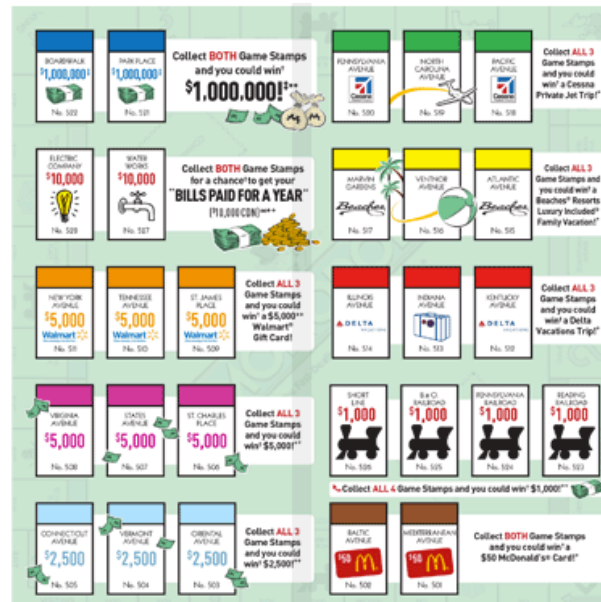 BOARDWALK
$1,000,000‡
No. 522
PARK PLACE
$1,000,000‡
No. 521
Collect BOTH Game Stamps
and you could win†
$1,000,000!‡**
PENNSYLVANIA
AVENUE
Cessna
No. 520
NORTH
CAROLINA
AVENUE
No. 519
PACIFIC
AVENUE
Cessna
No. 518
Collect ALL 3
Game Stamps
and you could
win† a Cessna
Private Jet Trip!*
ELECTRIC
COMPANY
$10,000
No. 528
WATER
WORKS
$10,000
No. 527
Collect BOTH Game Stamps
for a chance† to get your
"BILLS PAID FOR A YEAR"
($10,000 CDN)
MARVIN
GARDENS
Beaches
No. 517
VENTNOR
AVENUE
No. 516
ATLANTIC
AVENUE
Beaches
No. 515
Collect ALL 3
Game Stamps and
you could win† a
Beaches® Resorts
Luxury Included®
Family Vacation!*
NEW YORK
AVENUE
$5,000
Walmart
No. 511
TENNESSEE
AVENUE
$5,000
Walmart
No. 510
ST. JAMES
PLACE
$5,000
Walmart
No. 509
Collect ALL 3
Game Stamps
and you could
win† a $5,000**
Walmart®
Gift Card!
ILLINOIS
AVENUE
DELTA
VACATIONS
No. 514
INDIANA
AVENUE
No. 513
KENTUCKY
AVENUE
DELTA
VACATIONS
No. 512
Collect ALL 3
Game Stamps
and you could
win† a Delta
Vacations Trip!*
VIRGINIA
AVENUE
$5,000
No. 508
STATES
AVENUE
$5,000
No. 507
ST. CHARLES
PLACE
$5,000
No. 506
Collect ALL 3
Game Stamps
and you could
win† $5,000!**
SHORT
LINE
$1,000
No. 526
B & O
RAILROAD
$1,000
No. 525
PENNSYLVANIA
RAILROAD
$1,000
No. 524
READING
RAILROAD
$1,000
No. 523
Collect ALL 4 Game Stamps and you could win† $1,000!**
CONNECTICUT
AVENUE
$2,500
No. 505
VERMONT
AVENUE
$2,500
No. 504
ORIENTAL
AVENUE
$2,500
No. 503
Collect ALL 3
Game Stamps
and you could
win† $2,500!**
BALTIC
AVENUE
$50
No. 502
MEDITERRANEAN
AVENUE
$50
No. 501
Collect BOTH Game Stamps
and you could win† a
$50 McDonald's® Card!*